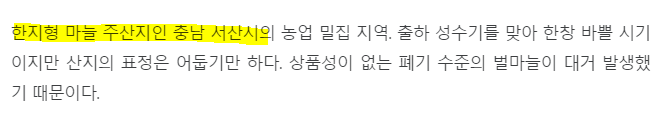 한지형 마늘 주산지인 충남 서산시의 농업 밀집 지역. 출하 성수기를 맞아 한창 바쁠 시기
이지만 산지의 표정은 어둡기만 하다. 상품성이 없는 폐기 수준의 벌마늘이 대거 발생했
기 때문이다.